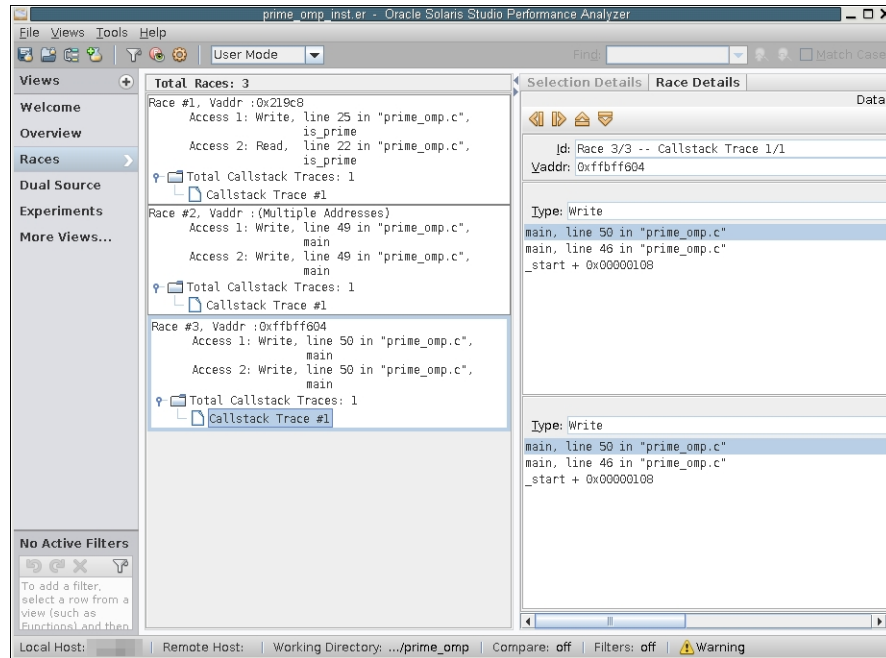 prime_omp_inst.er - Oracle Solaris Studio Performance Analyzer
File Views Tools Help
User Mode
Find:
Match Case
Views
Welcome
Overview
Races
Dual Source
Experiments
More Views...
Total Races: 3
Race #1, Vaddr :0x219c8
Access 1: Write, line 25 in "prime_omp.c",
is_prime
Access 2: Read, line 22 in "prime_omp.c",
is_prime
Total Callstack Traces: 1
Callstack Trace #1
Race #2, Vaddr :(Multiple Addresses)
Access 1: Write, line 49 in "prime_omp.c",
main
Access 2: Write, line 49 in "prime_omp.c",
main
Total Callstack Traces: 1
Callstack Trace #1
Race #3, Vaddr :0xffbff604
Access 1: Write, line 50 in "prime_omp.c",
main
Access 2: Write, line 50 in "prime_omp.c",
main
Total Callstack Traces: 1
Callstack Trace #1
Selection Details Race Details
Data
Id: Race 3/3 -- Callstack Trace 1/1
Vaddr: 0xffbff604
Type: Write
main, line 50 in "prime_omp.c"
main, line 46 in "prime_omp.c"
_start + 0x00000108
Type: Write
main, line 50 in "prime_omp.c"
main, line 46 in "prime_omp.c"
_start + 0x00000108
No Active Filters
To add a filter,
select a row from a
view (such as
Functions) and then
Local Host: Remote Host: Working Directory: .../prime_omp Compare: off Filters: off Warning